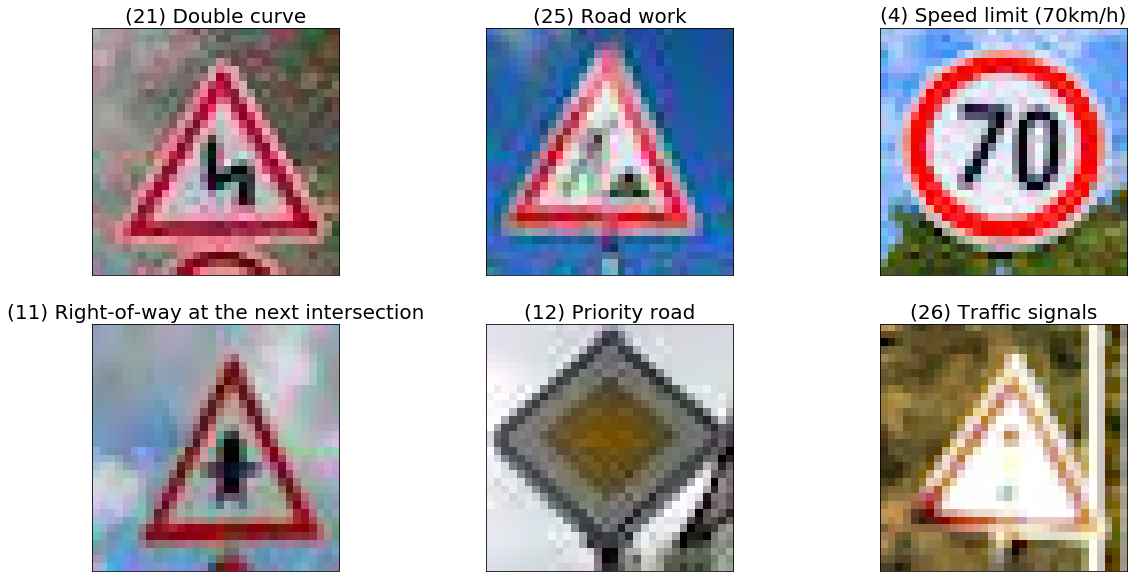 (21) Double curve
(25) Road work
(4) Speed limit (70km/h)
70
(11) Right-of-way at the next intersection
(12) Priority road
(26) Traffic signals